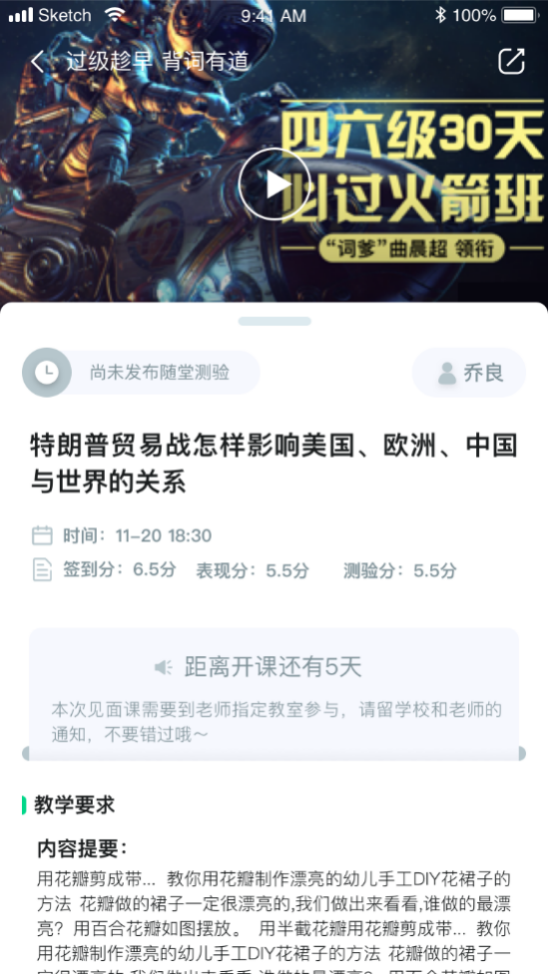 Sketch 9:41 AM 100%
过级趁早 背词有道
四六级30天
必过火箭班
“词爹”曲晨超 领衔
尚未发布随堂测验 乔良
特朗普贸易战怎样影响美国、欧洲、中国
与世界的关系
时间：11-20 18:30
签到分：6.5分 表现分：5.5分 测验分：5.5分
距离开课还有5天
本次见面课需要到老师指定教室参与，请留学校和老师的
通知，不要错过哦～
教学要求
内容提要：
用花瓣剪成带... 教你用花瓣制作漂亮的幼儿手工DIY花裙子的
方法 花瓣做的裙子一定很漂亮的,我们做出来看看,谁做的最漂
亮？用百合花瓣如图摆放。 用半截花瓣用花瓣剪成带... 教你
用花瓣制作漂亮的幼儿手工DIY花裙子的方法 花瓣做的裙子一